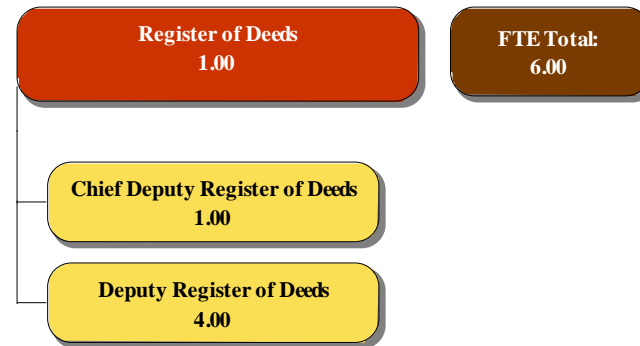 Register of Deeds
1.00
FTE Total:
6.00
Chief Deputy Register of Deeds
1.00
Deputy Register of Deeds
4.00